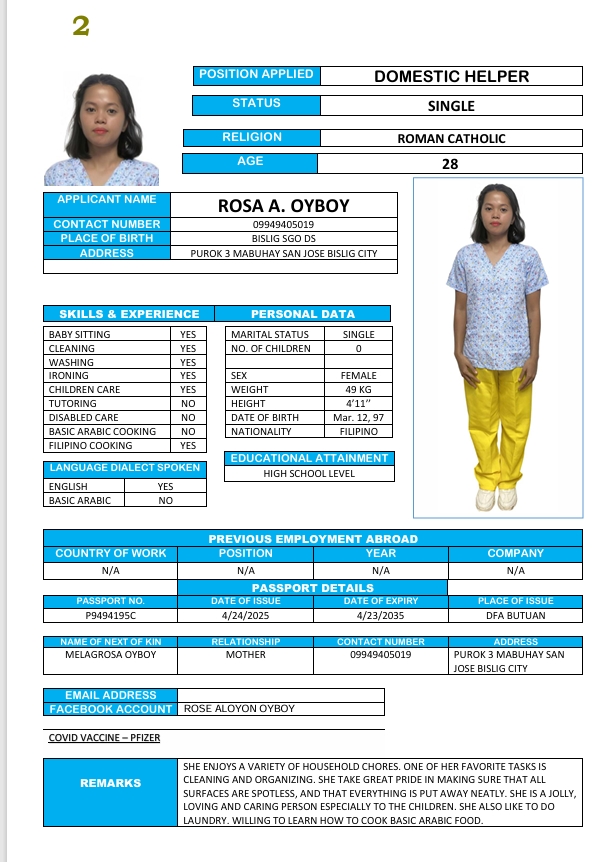 2
POSITION APPLIED DOMESTIC HELPER
STATUS SINGLE
RELIGION ROMAN CATHOLIC
AGE 28
APPLICANT NAME ROSA A. OYBOY
CONTACT NUMBER 09949405019
PLACE OF BIRTH BISLIG SGO DS
ADDRESS PUROK 3 MABUHAY SAN JOSE BISLIG CITY
SKILLS & EXPERIENCE PERSONAL DATA
BABY SITTING YES MARITAL STATUS SINGLE
CLEANING YES NO. OF CHILDREN 0
WASHING YES
IRONING YES SEX FEMALE
CHILDREN CARE YES WEIGHT 49 KG
TUTORING NO HEIGHT 4’11’’
DISABLED CARE NO DATE OF BIRTH Mar. 12, 97
BASIC ARABIC COOKING NO NATIONALITY FILIPINO
FILIPINO COOKING YES
EDUCATIONAL ATTAINMENT
HIGH SCHOOL LEVEL
LANGUAGE DIALECT SPOKEN
ENGLISH YES
BASIC ARABIC NO
PREVIOUS EMPLOYMENT ABROAD
COUNTRY OF WORK POSITION YEAR COMPANY
N/A N/A N/A N/A
PASSPORT DETAILS
PASSPORT NO. DATE OF ISSUE DATE OF EXPIRY PLACE OF ISSUE
P9494195C 4/24/2025 4/23/2035 DFA BUTUAN
NAME OF NEXT OF KIN RELATIONSHIP CONTACT NUMBER ADDRESS
MELAGROSA OYBOY MOTHER 09949405019 PUROK 3 MABUHAY SAN
JOSE BISLIG CITY
EMAIL ADDRESS
FACEBOOK ACCOUNT ROSE ALOYON OYBOY
COVID VACCINE – PFIZER
REMARKS
SHE ENJOYS A VARIETY OF HOUSEHOLD CHORES. ONE OF HER FAVORITE TASKS IS
CLEANING AND ORGANIZING. SHE TAKE GREAT PRIDE IN MAKING SURE THAT ALL
SURFACES ARE SPOTLESS, AND THAT EVERYTHING IS PUT AWAY NEATLY. SHE IS A JOLLY,
LOVING AND CARING PERSON ESPECIALLY TO THE CHILDREN. SHE ALSO LIKE TO DO
LAUNDRY. WILLING TO LEARN HOW TO COOK BASIC ARABIC FOOD.